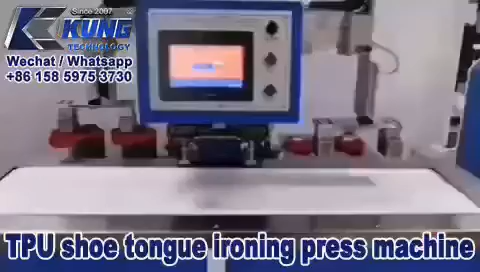 Since 2007
KUNG
TECHNOLOGY
Wechat / Whatsapp
+86 158 5975 3730
TPU shoe tongue ironing press machine